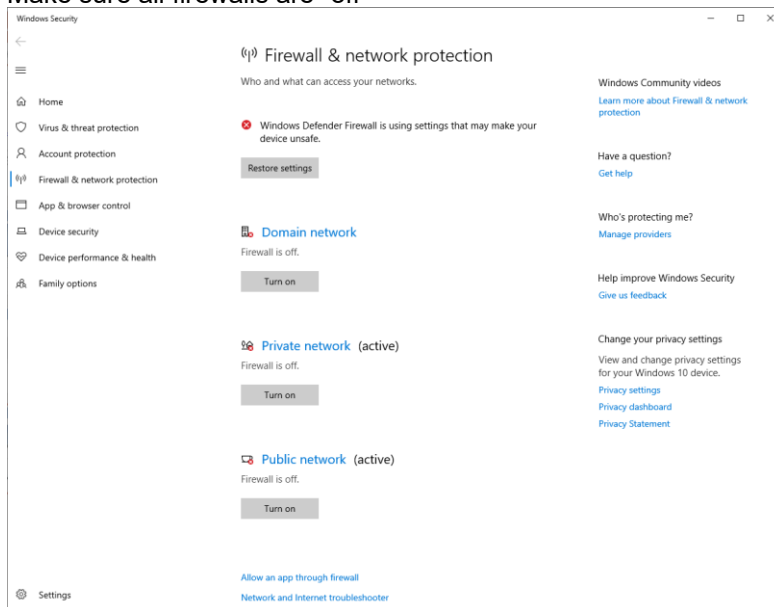 Make sure all firewalls are "off"
Windows Security
Firewall & network protection
Who and what can access your networks.
Windows Defender Firewall is using settings that may make your
device unsafe.
Restore settings
Domain network
Firewall is off.
Turn on
Private network (active)
Firewall is off.
Turn on
Public network (active)
Firewall is off.
Turn on
Allow an app through firewall
Network and Internet troubleshooter
Home
Virus & threat protection
Account protection
Firewall & network protection
App & browser control
Device security
Device performance & health
Family options
Settings
Windows Community videos
Learn more about Firewall & network
protection
Have a question?
Get help
Who's protecting me?
Manage providers
Help improve Windows Security
Give us feedback
Change your privacy settings
View and change privacy settings
for your Windows 10 device.
Privacy settings
Privacy dashboard
Privacy Statement